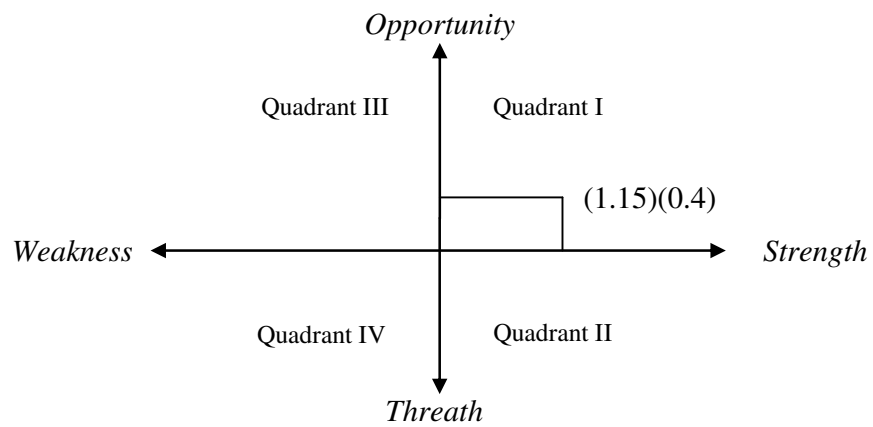 Opportunity
Quadrant III
Quadrant I
(1.15)(0.4)
Weakness
Strength
Quadrant IV
Quadrant II
Threath